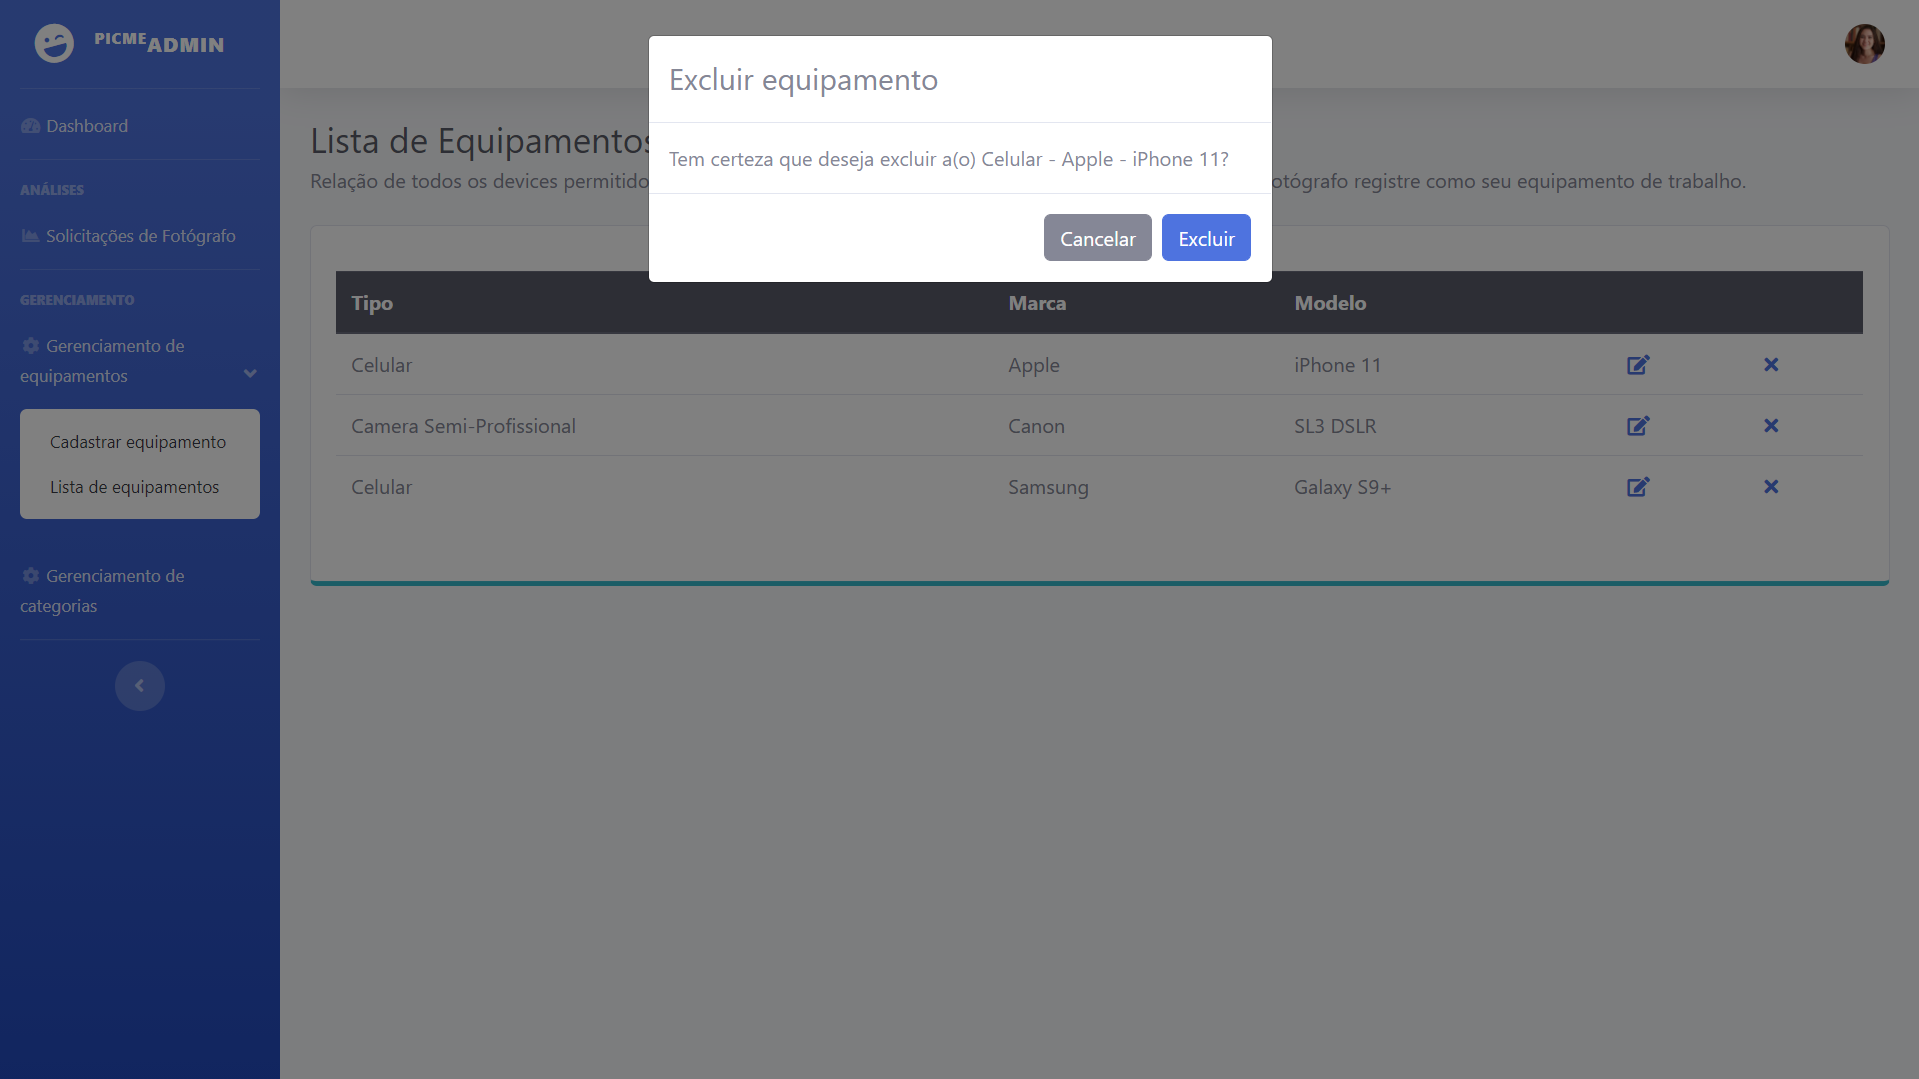 PICME ADMIN
Dashboard
ANÁLISES
Solicitações de Fotógrafo
GERENCIAMENTO
Gerenciamento de
equipamentos
Cadastrar equipamento
Lista de equipamentos
Gerenciamento de
categorias
Excluir equipamento
Tem certeza que deseja excluir a(o) Celular - Apple - iPhone 11?
Cancelar Excluir
Lista de Equipamentos
Relação de todos os devices otógrafo registre como seu equipamento de trabalho.
Tipo Marca Modelo
Celular Apple iPhone 11
Camera Semi-Profissional Canon SL3 DSLR
Celular Samsung Galaxy S9+